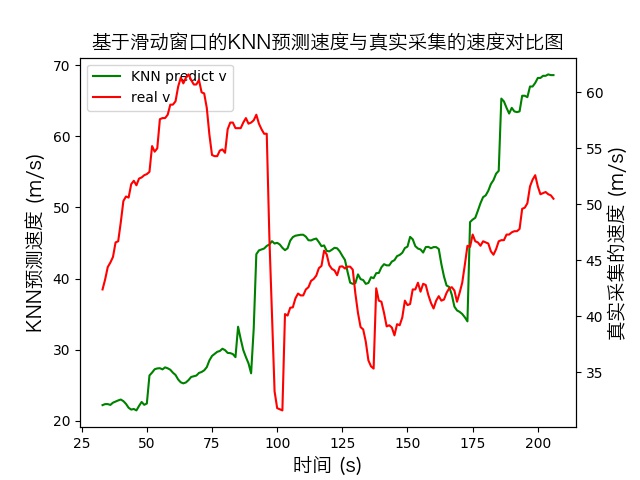 基于滑动窗口的KNN预测速度与真实采集的速度对比图
KNN predict v
real v
KNN预测速度 (m/s)
70
60
50
40
30
20
真实采集的速度 (m/s)
60
55
50
45
40
35
25 50 75 100 125 150 175 200
时间 (s)